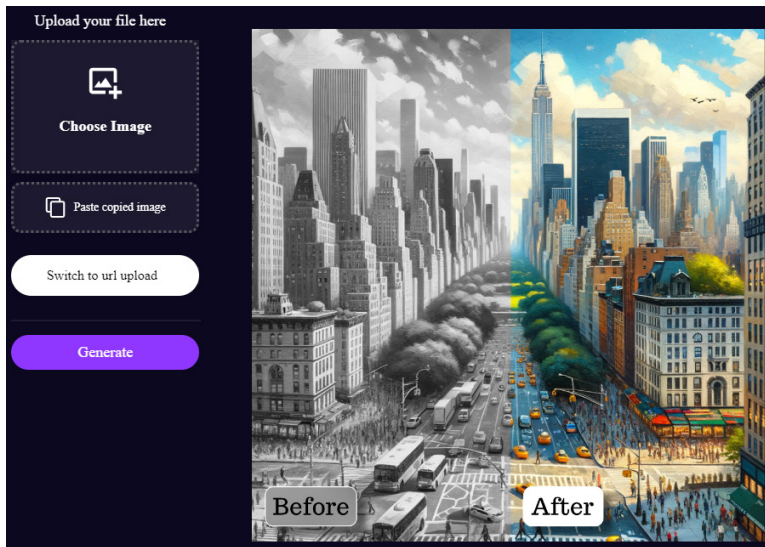 Upload your file here
Choose Image
Paste copied image
Switch to url upload
Generate
Before
After